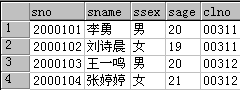 sno sname ssex sage clno
1 2000101 李勇 男 20 00311
2 2000102 刘诗晨 女 19 00311
3 2000103 王一鸣 男 20 00312
4 2000104 张婷婷 女 21 00312